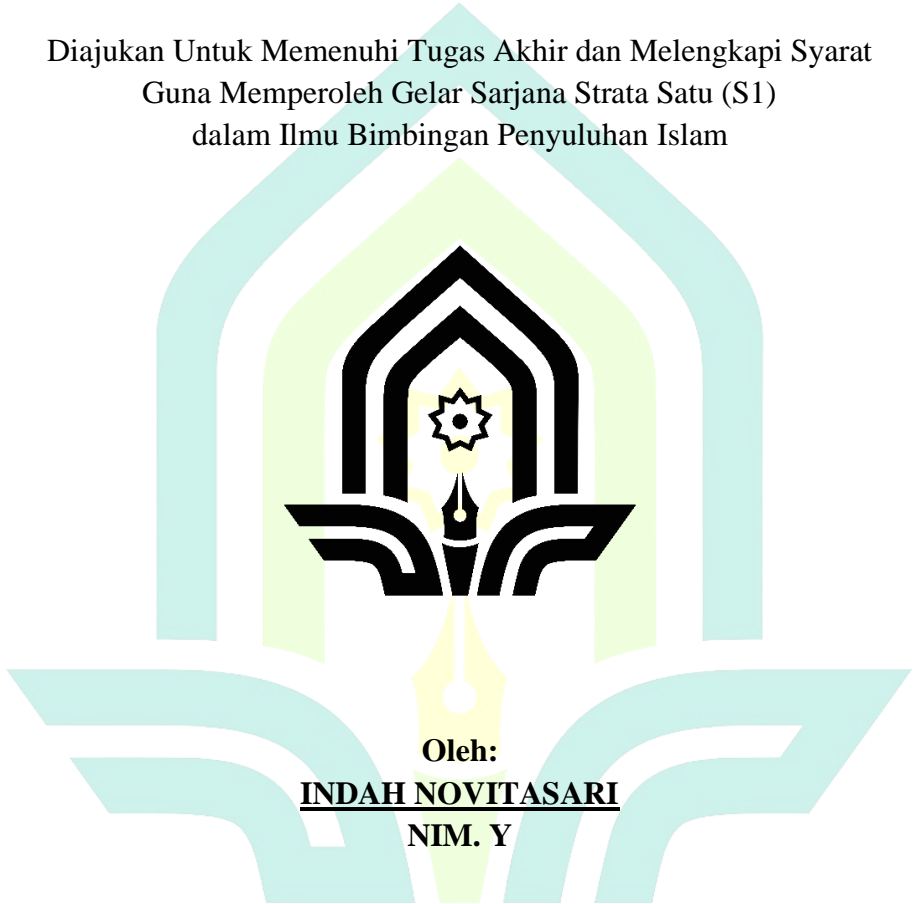 Diajukan Untuk Memenuhi Tugas Akhir dan Melengkapi Syarat
Guna Memperoleh Gelar Sarjana Strata Satu (S1)
dalam Ilmu Bimbingan Penyuluhan Islam
Oleh:
INDAH NOVITASARI
NIM. Y